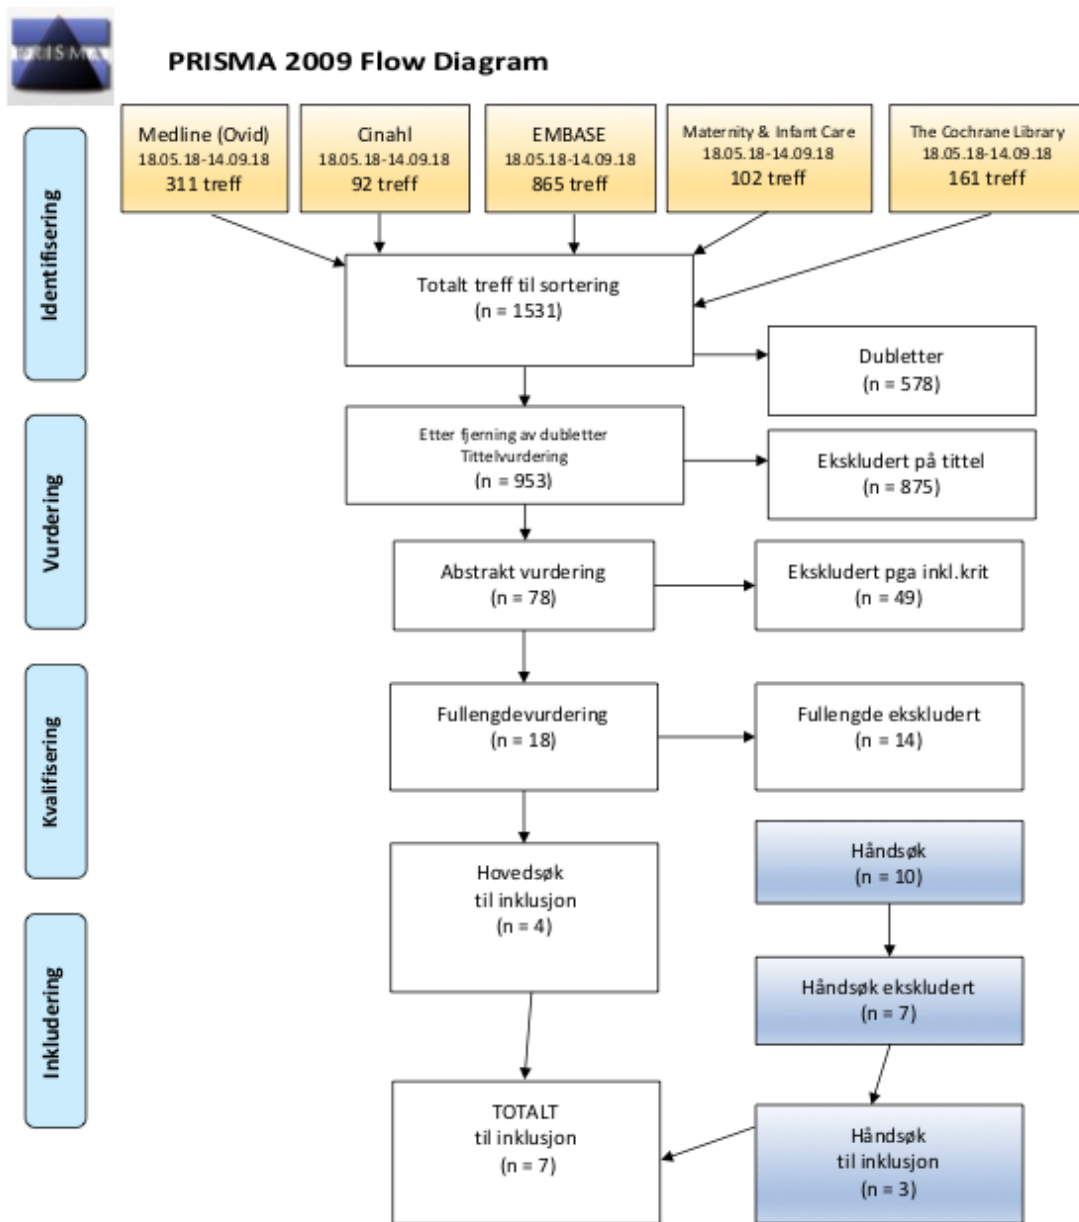 PRISMA
PRISMA 2009 Flow Diagram
Medline (Ovid)
18.05.18-14.09.18
311 treff
Cinahl
18.05.18-14.09.18
92 treff
EMBASE
18.05.18-14.09.18
865 treff
Maternity & Infant Care
18.05.18-14.09.18
102 treff
The Cochrane Library
18.05.18-14.09.18
161 treff
Identifisering
Totalt treff til sortering
(n = 1531)
Dubletter
(n = 578)
Vurdering
Etter fjerning av dubletter
Tittelvurdering
(n = 953)
Ekskludert på tittel
(n = 875)
Abstrakt vurdering
(n = 78)
Ekskludert pga inkl.krit
(n = 49)
Kvalifisering
Fullengdevurdering
(n = 18)
Fullengde ekskludert
(n = 14)
Hovedsøk
til inklusjon
(n = 4)
Håndsøk
(n = 10)
Inkludering
Håndsøk ekskludert
(n = 7)
TOTALT
til inklusjon
(n = 7)
Håndsøk
til inklusjon
(n = 3)